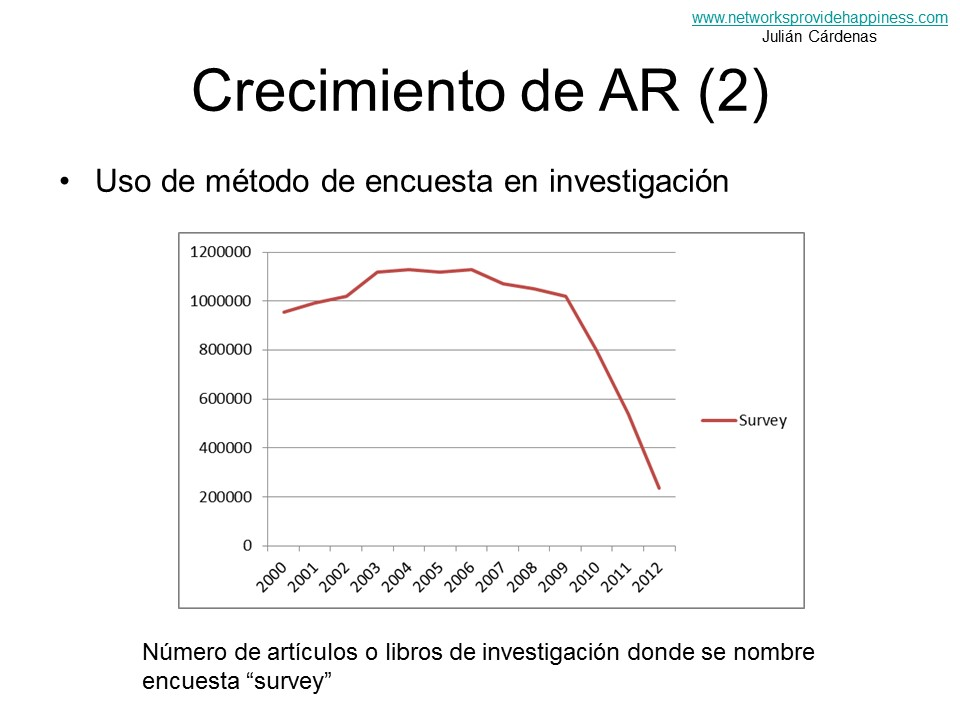 www.networksprovidehappiness.com
Julián Cárdenas
Crecimiento de AR (2)
• Uso de método de encuesta en investigación
1200000
1000000
800000
600000
400000
200000
0
2000 2001 2002 2003 2004 2005 2006 2007 2008 2009 2010 2011 2012
Survey
Número de artículos o libros de investigación donde se nombre
encuesta “survey”